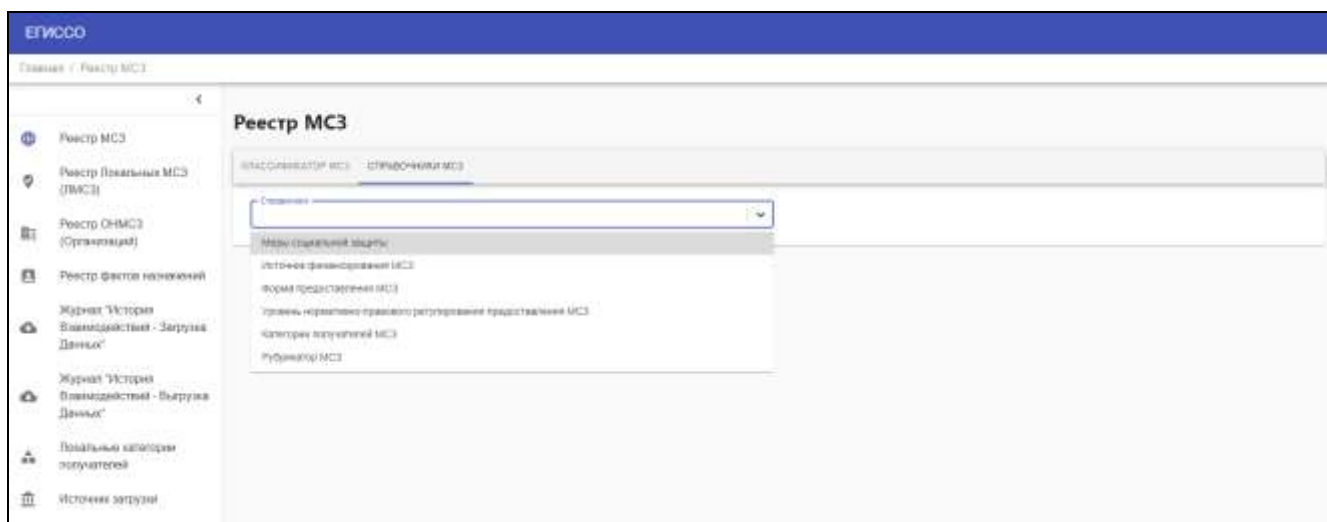 ЕГИССО
Главная / Реестр МСЗ
Реестр МСЗ
Реестр Локальных МСЗ
(ЛМСЗ)
Реестр ОНМСЗ
(Организаций)
Реестр фактов назначений
Журнал "История
Взаимодействий - Загрузка
Данных"
Журнал "История
Взаимодействий - Выгрузка
Данных"
Локальные категории
получателей
Источник загрузки
Реестр МСЗ
КЛАССИФИКАТОР МСЗ СПРАВОЧНИКИ МСЗ
Справочник
Меры социальной защиты
Источник финансирования МСЗ
Форма предоставления МСЗ
Уровень нормативно-правового регулирования предоставления МСЗ
Категории получателей МСЗ
Рубрикатор МСЗ